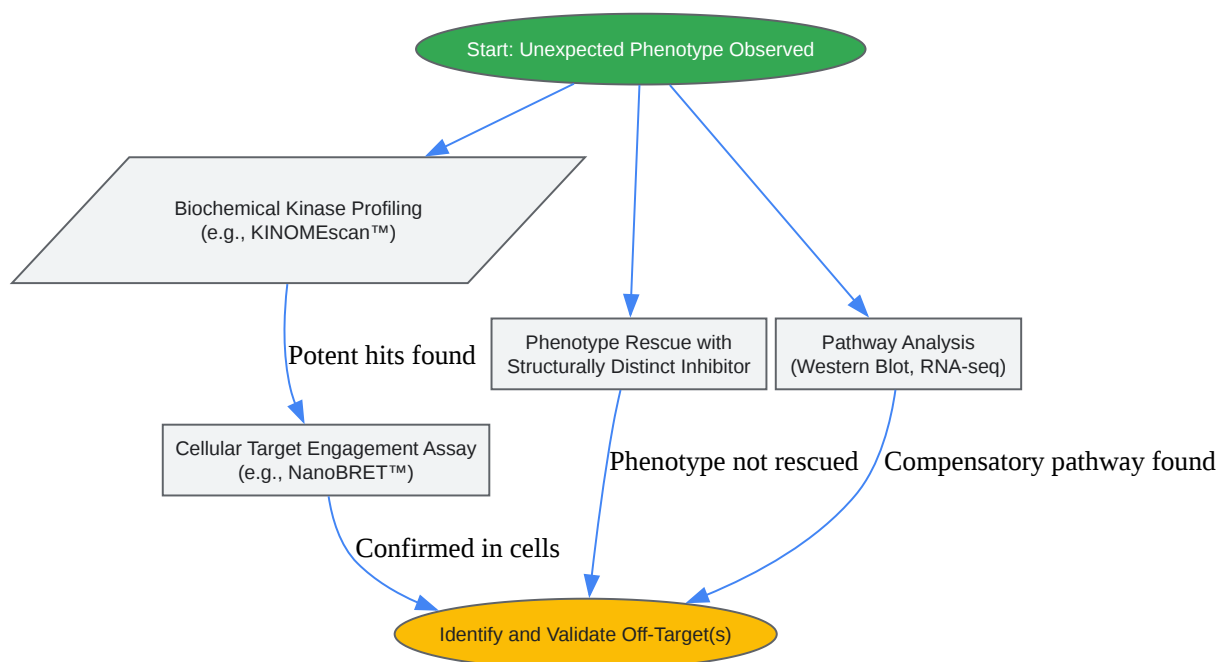 Start: Unexpected Phenotype Observed
Biochemical Kinase Profiling
(e.g., KINOMEscan™)
Potent hits found
Phenotype Rescue with
Structurally Distinct Inhibitor
Pathway Analysis
(Western Blot, RNA-seq)
Cellular Target Engagement Assay
(e.g., NanoBRET™)
Phenotype not rescued
Compensatory pathway found
Confirmed in cells
Identify and Validate Off-Target(s)